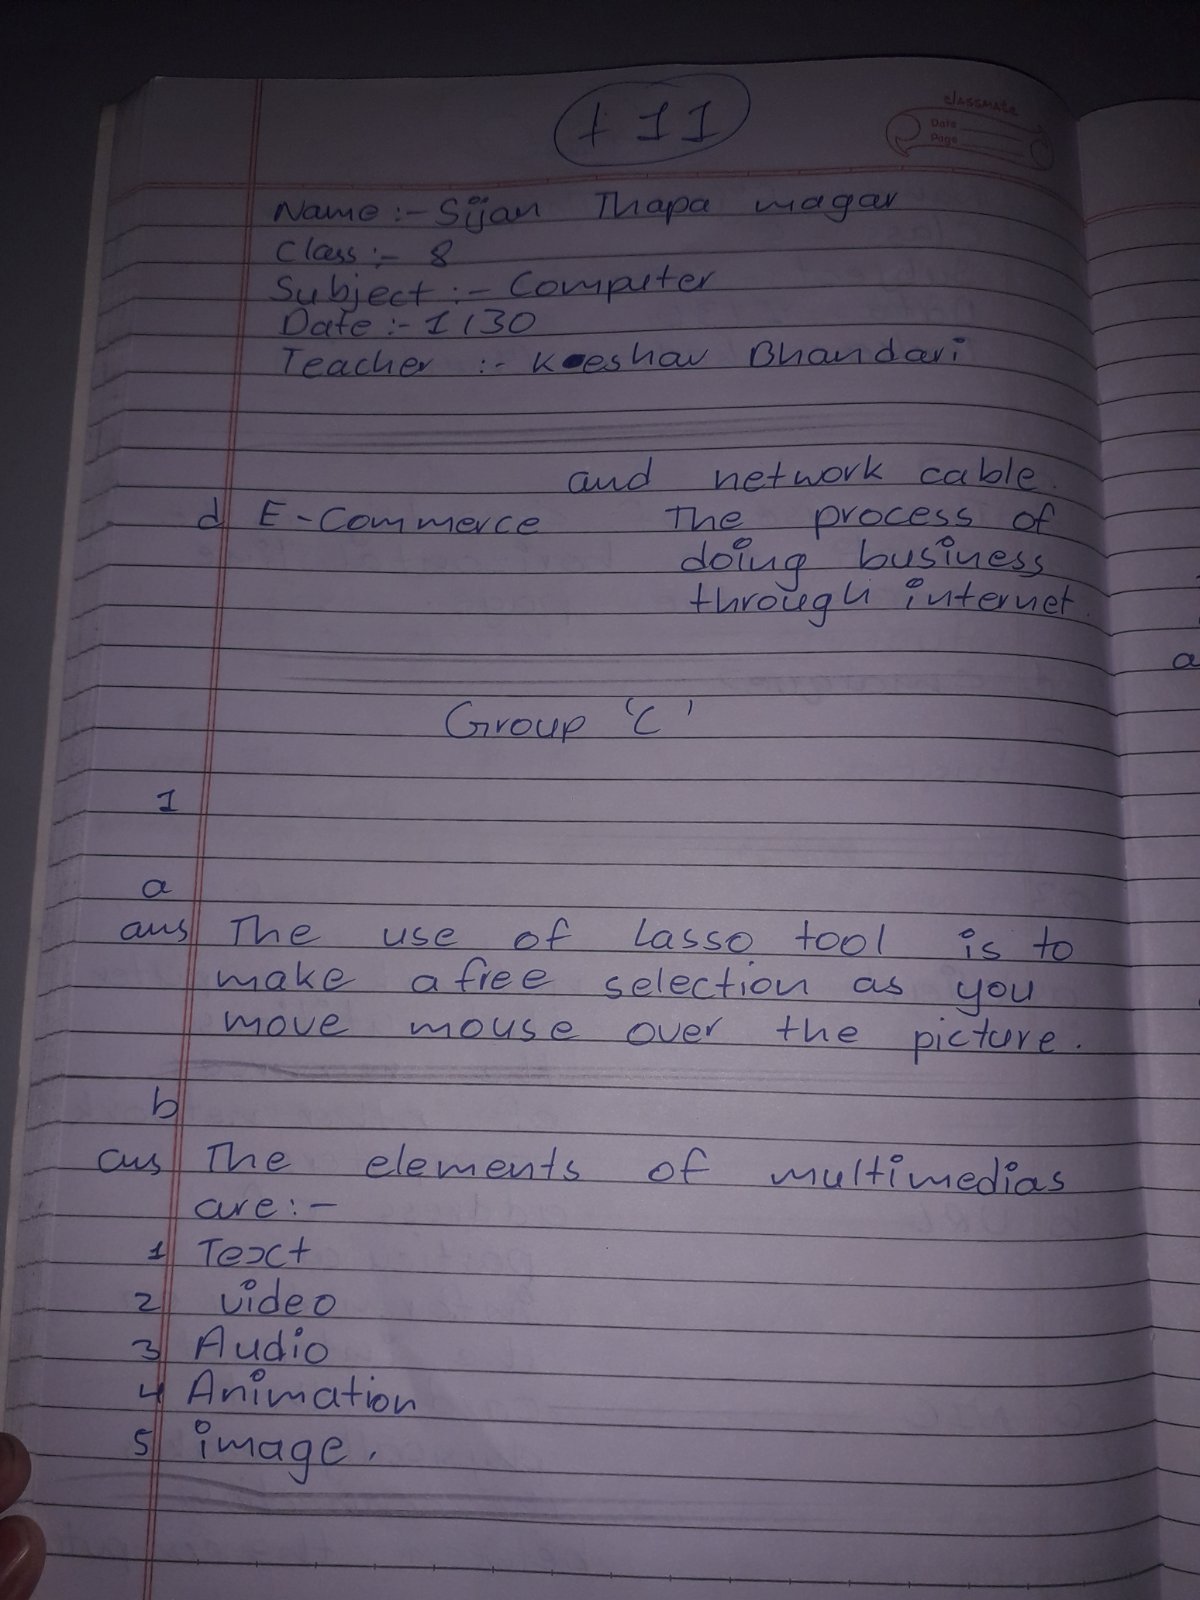 + 11
classmate
Date
Page
Name :- Sijan Thapa magar
Class :- 8
Subject :- Computer
Date :- 1/30
Teacher :- Keshav Bhandari
and network cable.
d E-Commerce The process of
doing business
through internet.
a
Group 'C'
1
a
ans The use of Lasso tool is to
make a free selection as you
move mouse over the picture.
b
ans The elements of multimedias
are:-
1 Text
2 video
3 Audio
4 Animation
5 image.